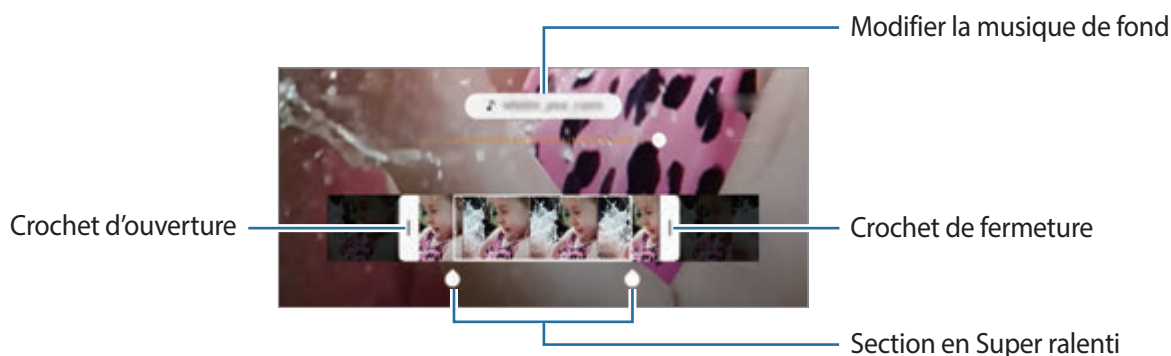 Modifier la musique de fond
Crochet d’ouverture
Crochet de fermeture
Section en Super ralenti